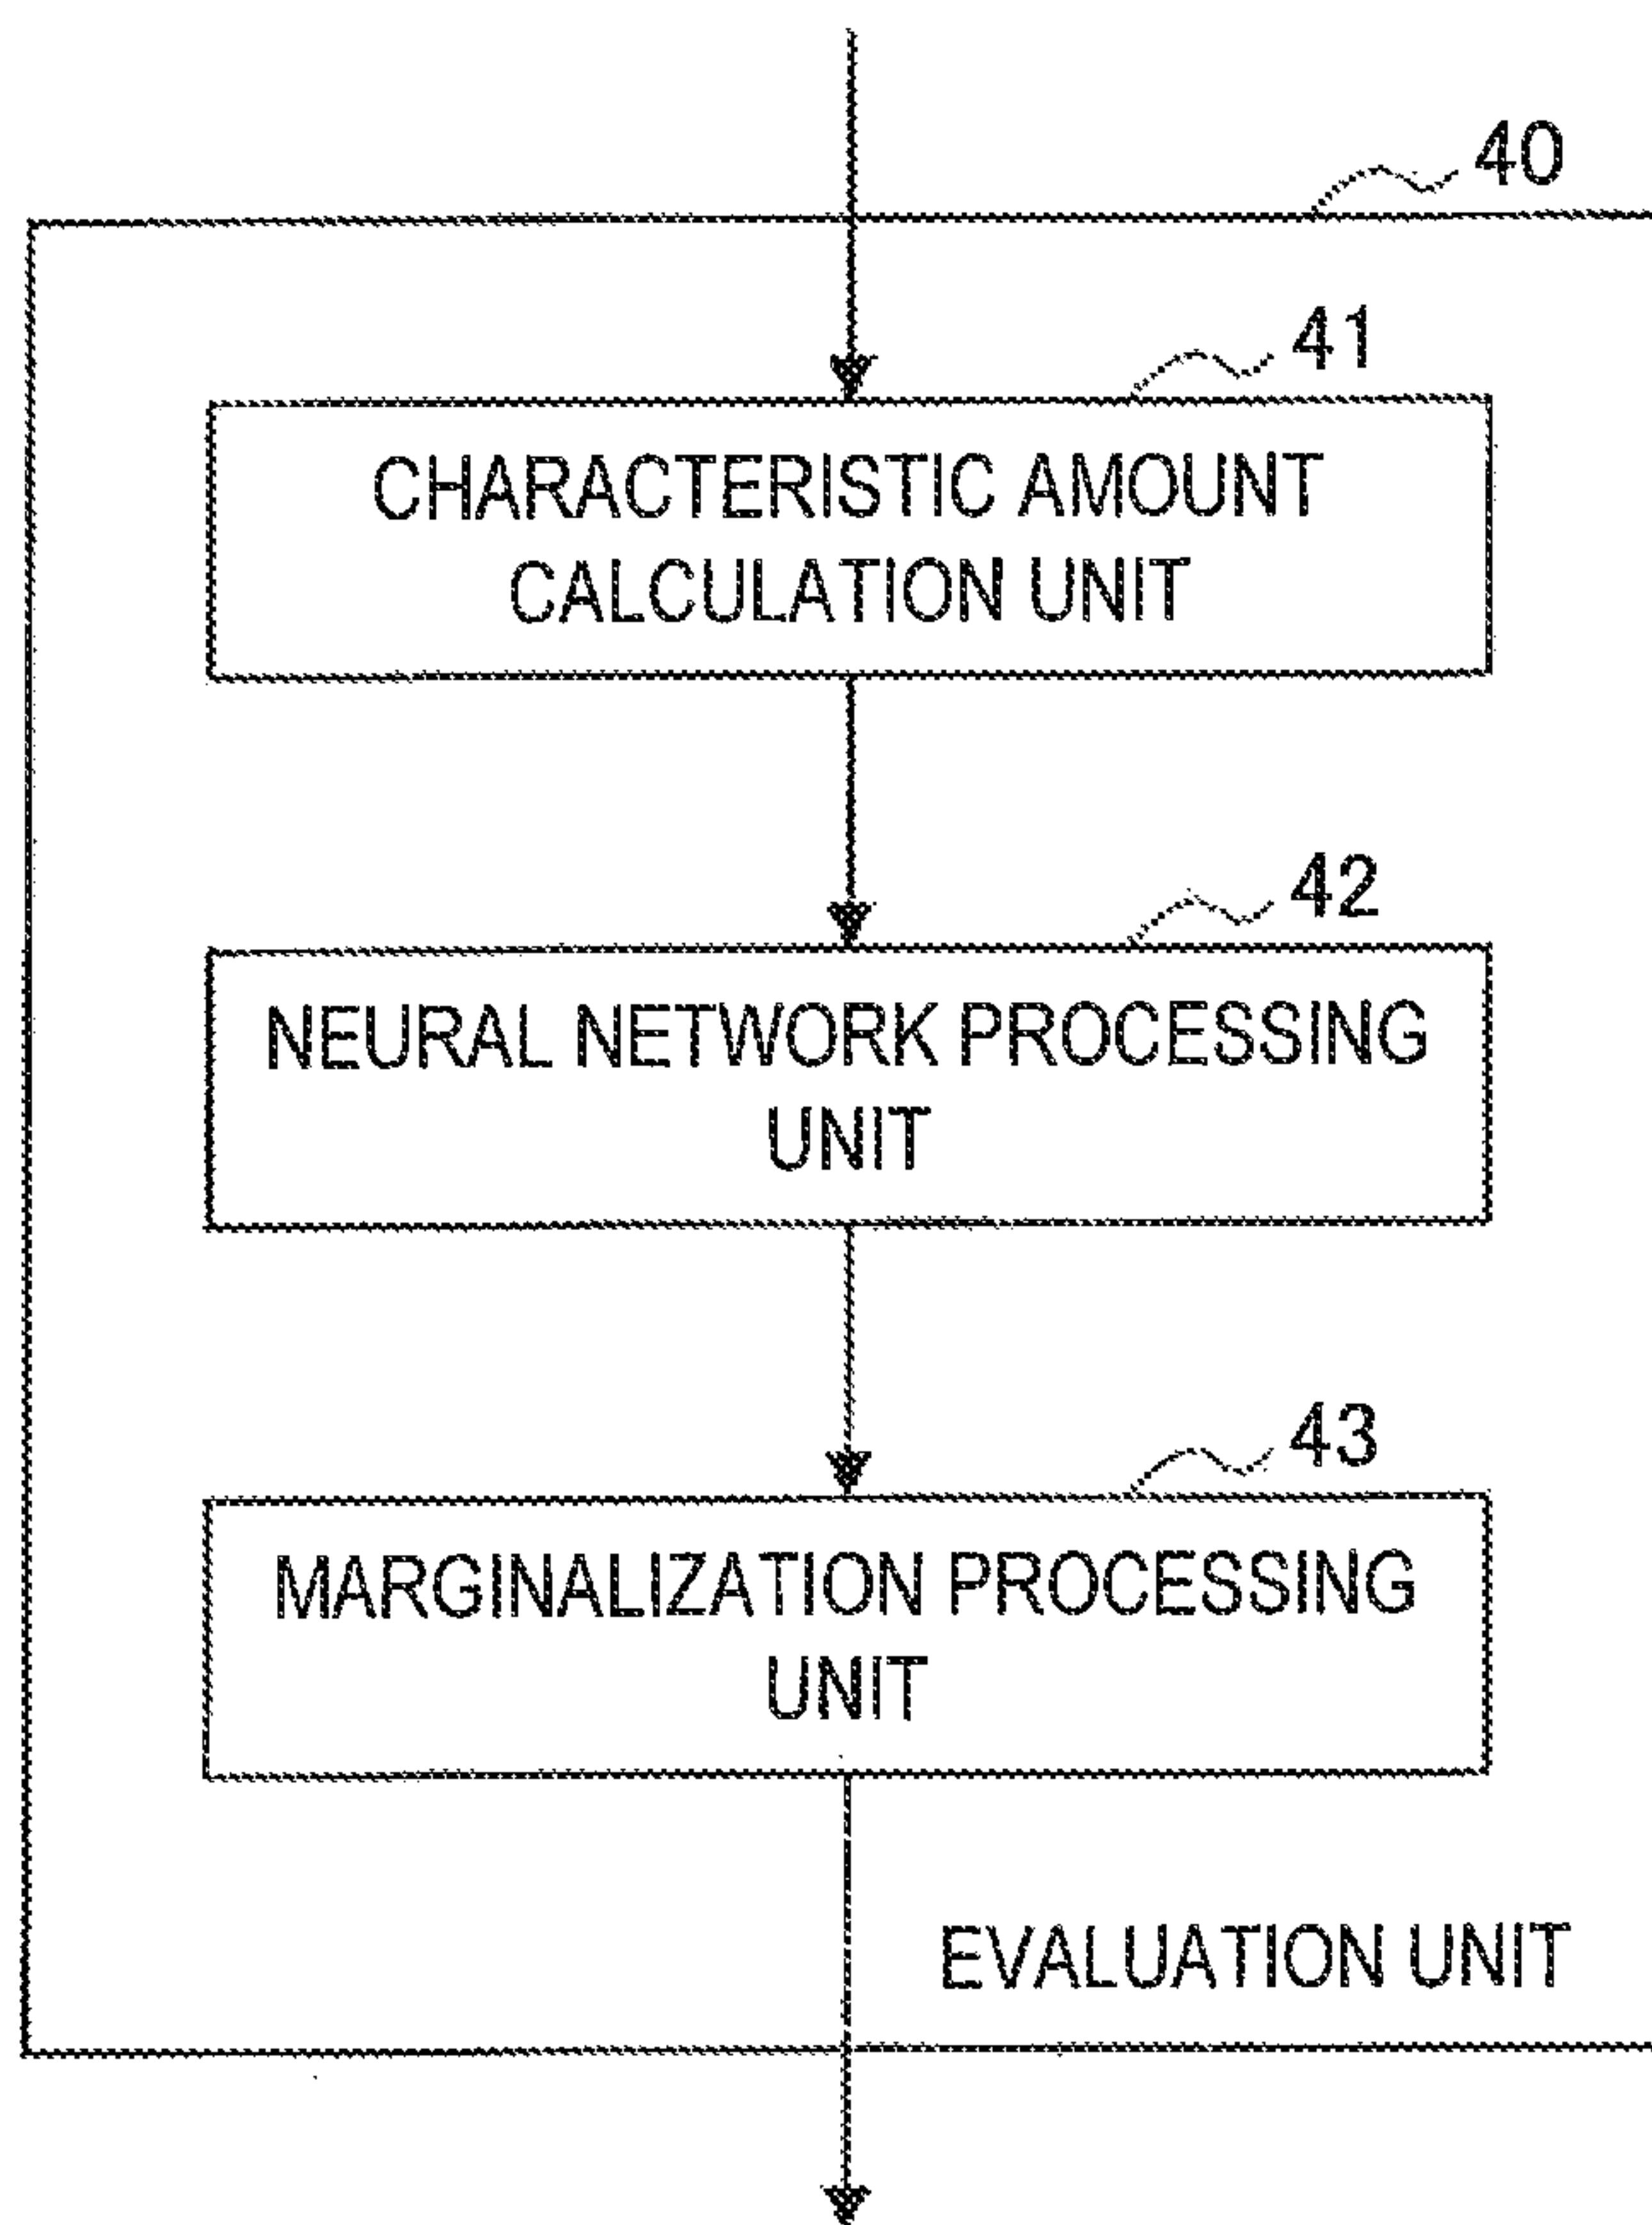 40
41
CHARACTERISTIC AMOUNT
CALCULATION UNIT
42
NEURAL NETWORK PROCESSING
UNIT
43
MARGINALIZATION PROCESSING
UNIT
EVALUATION UNIT